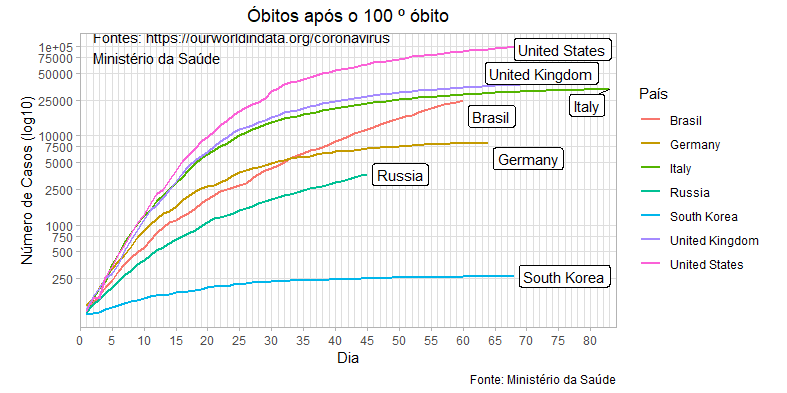 Óbitos após o 100 º óbito
Fontes: https://ourworldindata.org/coronavirus
Ministério da Saúde
Número de Casos (log10)
1e+05
75000
50000
25000
10000
7500
5000
2500
1000
750
500
250
United States
United Kingdom
Italy
Brasil
Germany
Russia
South Korea
0 5 10 15 20 25 30 35 40 45 50 55 60 65 70 75 80
Dia
País
Brasil
Germany
Italy
Russia
South Korea
United Kingdom
United States
Fonte: Ministério da Saúde